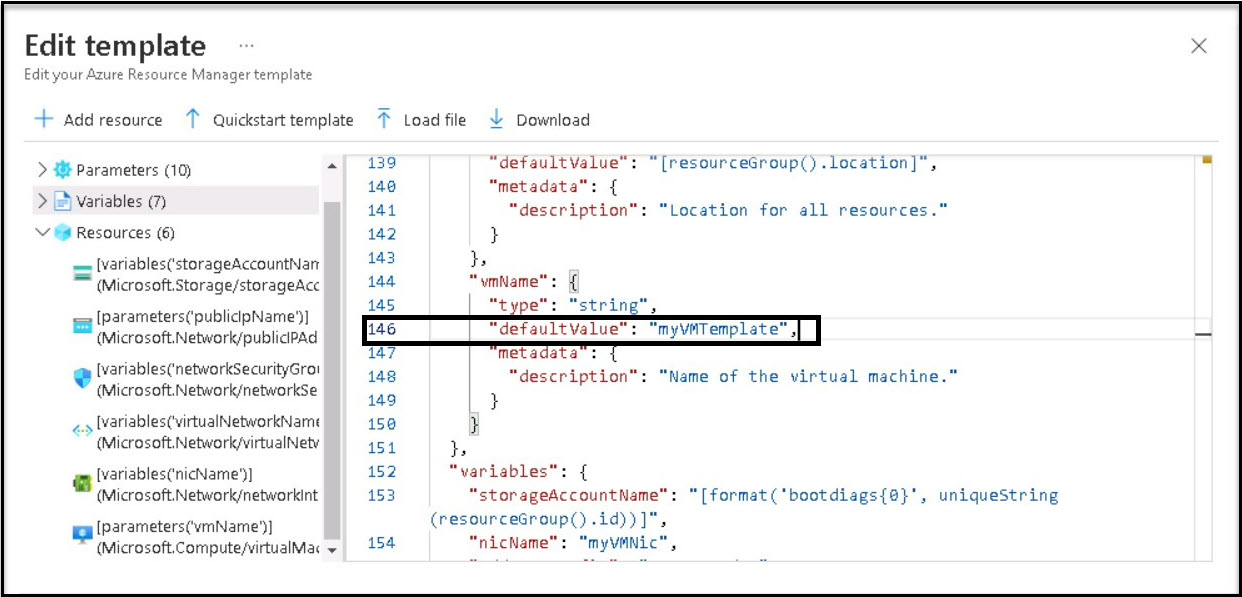 Edit template ...
Edit your Azure Resource Manager template
Add resource Quickstart template Load file Download
Parameters (10)
Variables (7)
Resources (6)
[variables('storageAccountNam
(Microsoft.Storage/storageAcc
[parameters('publicIpName')]
(Microsoft.Network/publicIPAd
[variables('networkSecurityGrou
(Microsoft.Network/networkSe
[variables('virtualNetworkName
(Microsoft.Network/virtualNetw
[variables('nicName')]
(Microsoft.Network/networkInt
[parameters('vmName')]
(Microsoft.Compute/virtualMac
139 "defaultValue": "[resourceGroup().location]",
140 "metadata": {
141 "description": "Location for all resources."
142 }
143 },
144 "vmName": {
145 "type": "string",
146 "defaultValue": "myVMTemplate",
147 "metadata": {
148 "description": "Name of the virtual machine."
149 }
150 }
151 },
152 "variables": {
153 "storageAccountName": "[format('bootdiags{0}', uniqueString
(resourceGroup().id))]",
154 "nicName": "myVMNic",